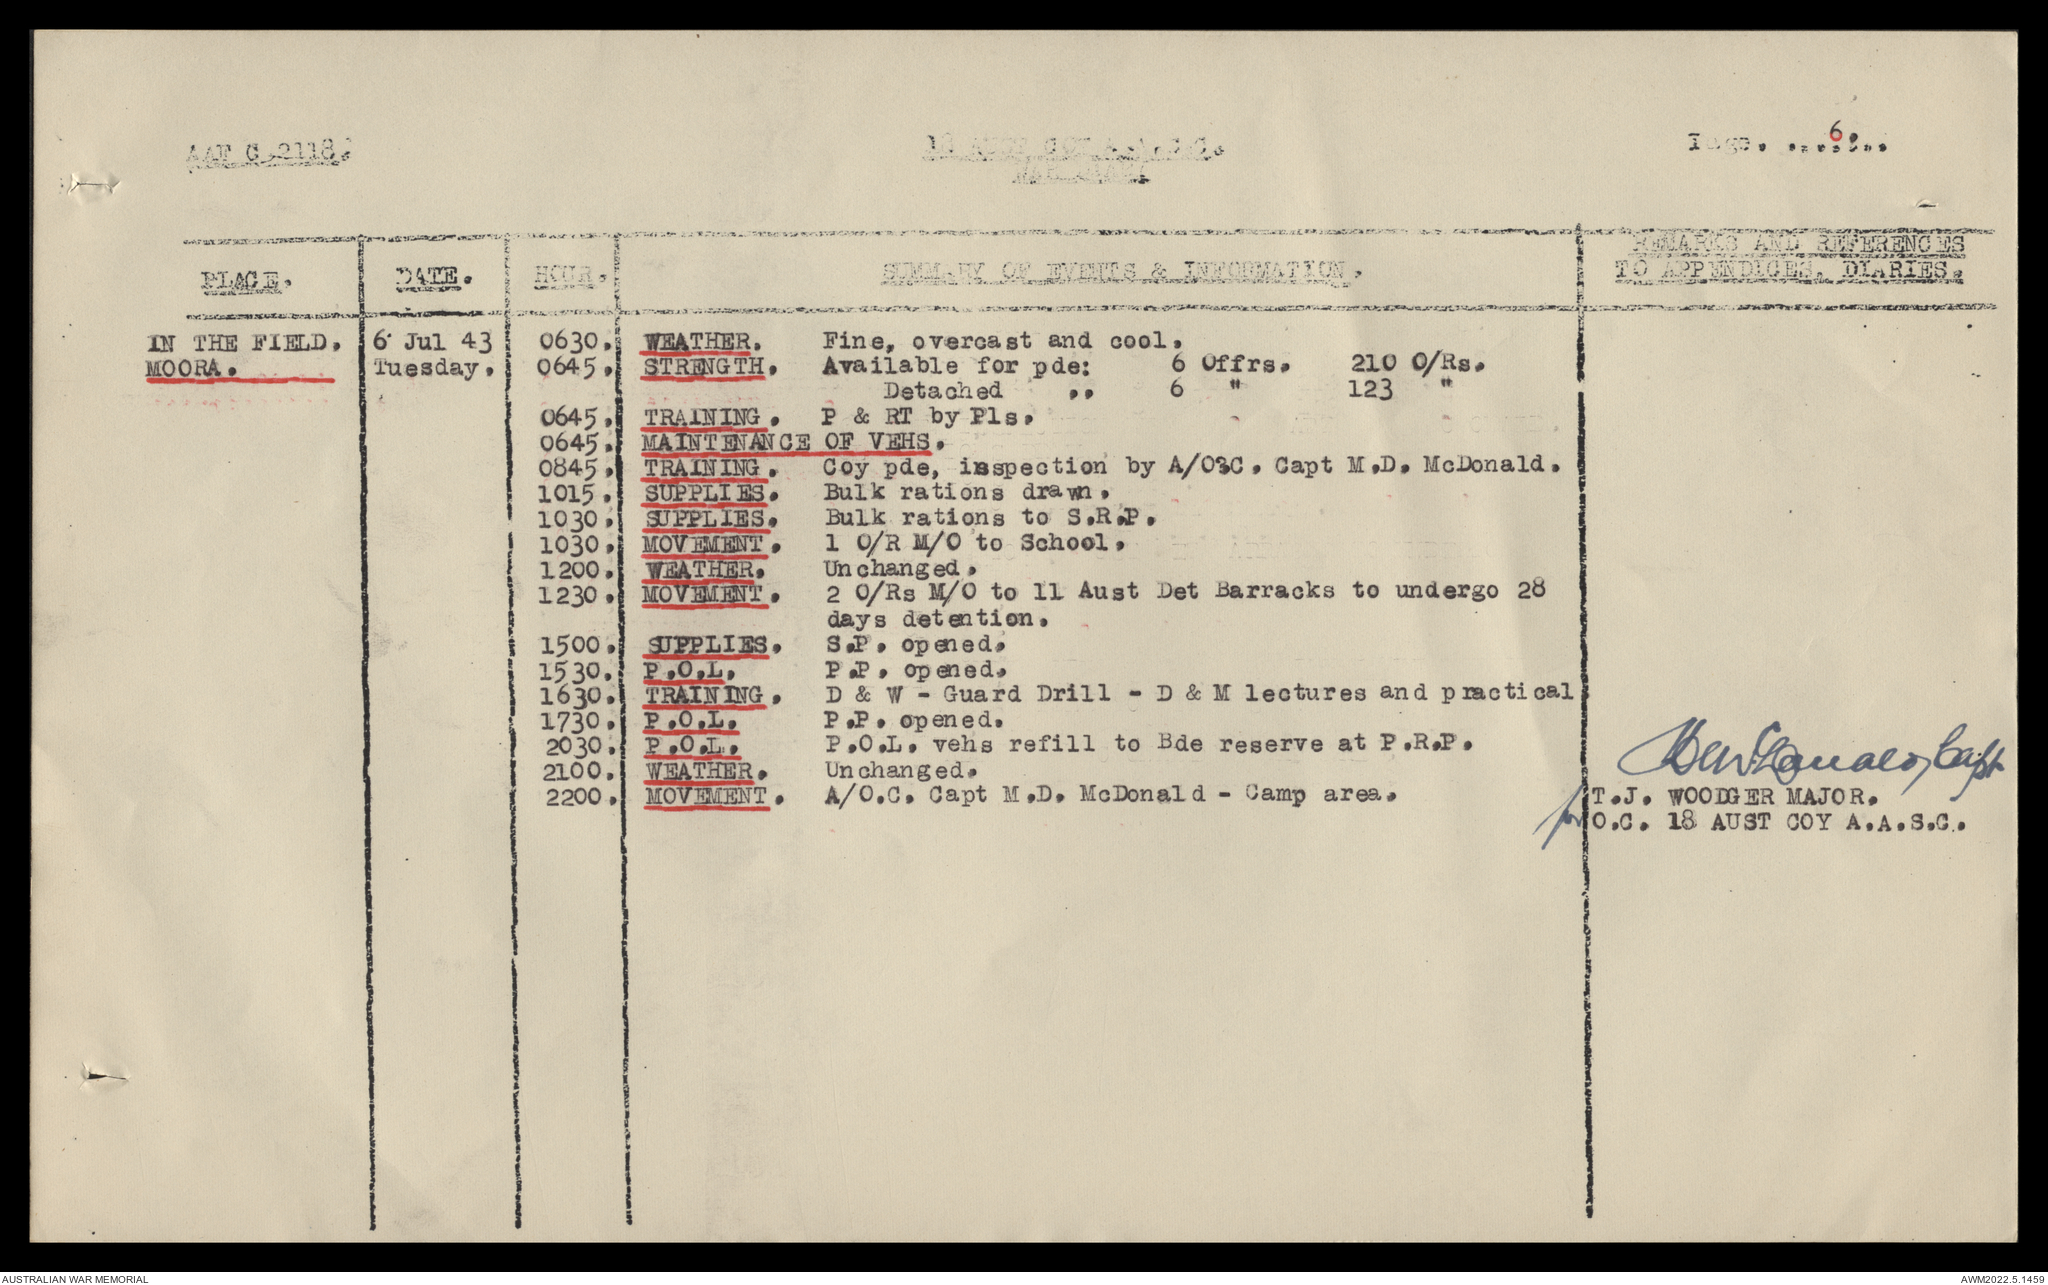 AAF C.2118.
18 AUST COY A.A.S.C.
WAR DIARY
Page. 6.
PLACE. DATE. HOUR. SUMMARY OF EVENTS & INFORMATION. REMARKS AND REFERENCES
TO APPENDICES, DIARIES.
IN THE FIELD. 6 Jul 43 0630. WEATHER. Fine, overcast and cool.
MOORA. Tuesday. 0645. STRENGTH. Available for pde: 6 Offrs. 210 O/Rs.
Detached ,, 6 " 123 "
0645. TRAINING. P & RT by Pls.
0645. MAINTENANCE OF VEHS.
0845. TRAINING. Coy pde, inspection by A/O.C. Capt M.D. McDonald.
1015. SUPPLIES. Bulk rations drawn.
1030. SUPPLIES. Bulk rations to S.R.P.
1030. MOVEMENT. 1 O/R M/O to School.
1200. WEATHER. Unchanged.
1230. MOVEMENT. 2 O/Rs M/O to 11 Aust Det Barracks to undergo 28
days detention.
1500. SUPPLIES. S.P. opened.
1530. P.O.L. P.P. opened.
1630. TRAINING. D & W - Guard Drill - D & M lectures and practical
1730. P.O.L. P.P. opened.
2030. P.O.L. P.O.L. vehs refill to Bde reserve at P.R.P.
2100. WEATHER. Unchanged.
2200. MOVEMENT. A/O.C. Capt M.D. McDonald - Camp area.
McDonald, Capt
for T.J. WOODGER MAJOR.
O.C. 18 AUST COY A.A.S.C.
AUSTRALIAN WAR MEMORIAL
AWM2022.5.1459